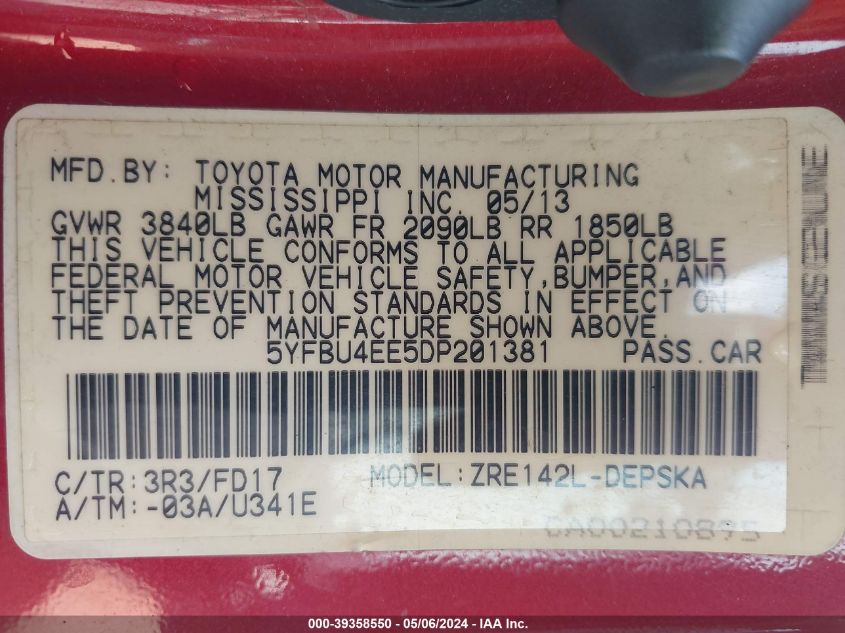 MFD.BY: TOYOTA MOTOR MANUFACTURING
MISSISSIPPI INC. 05/13
GVWR 3840LB GAWR FR 2090LB RR 1850LB
THIS VEHICLE CONFORMS TO ALL APPLICABLE
FEDERAL MOTOR VEHICLE SAFETY,BUMPER,AND
THEFT PREVENTION STANDARDS IN EFFECT ON
THE DATE OF MANUFACTURE SHOWN ABOVE.
5YFBU4EE5DP201381 PASS.CAR
C/TR:3R3/FD17 MODEL:ZRE142L-DEPSKA
A/TM:-03A/U341E
000-39358550 - 05/06/2024 - IAA Inc.